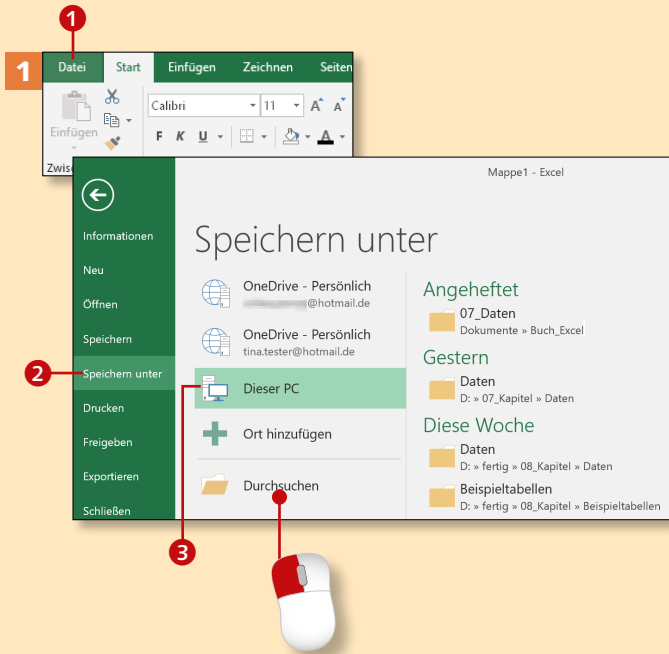 1
1
Datei Start Einfügen Zeichnen Seiten
Calibri 11 A A
Einfügen
F K U A
Zwis
Mappe1 - Excel
Speichern unter
Informationen
Neu
Öffnen
Speichern
2
Speichern unter
Drucken
Freigeben
Exportieren
Schließen
OneDrive - Persönlich
@hotmail.de
OneDrive - Persönlich
tina.tester@hotmail.de
3
Dieser PC
Ort hinzufügen
Durchsuchen
Angeheftet
07_Daten
Dokumente » Buch_Excel
Gestern
Daten
D: » 07_Kapitel » Daten
Diese Woche
Daten
D: » fertig » 08_Kapitel » Daten
Beispieltabellen
D: » fertig » 08_Kapitel » Beispieltabellen